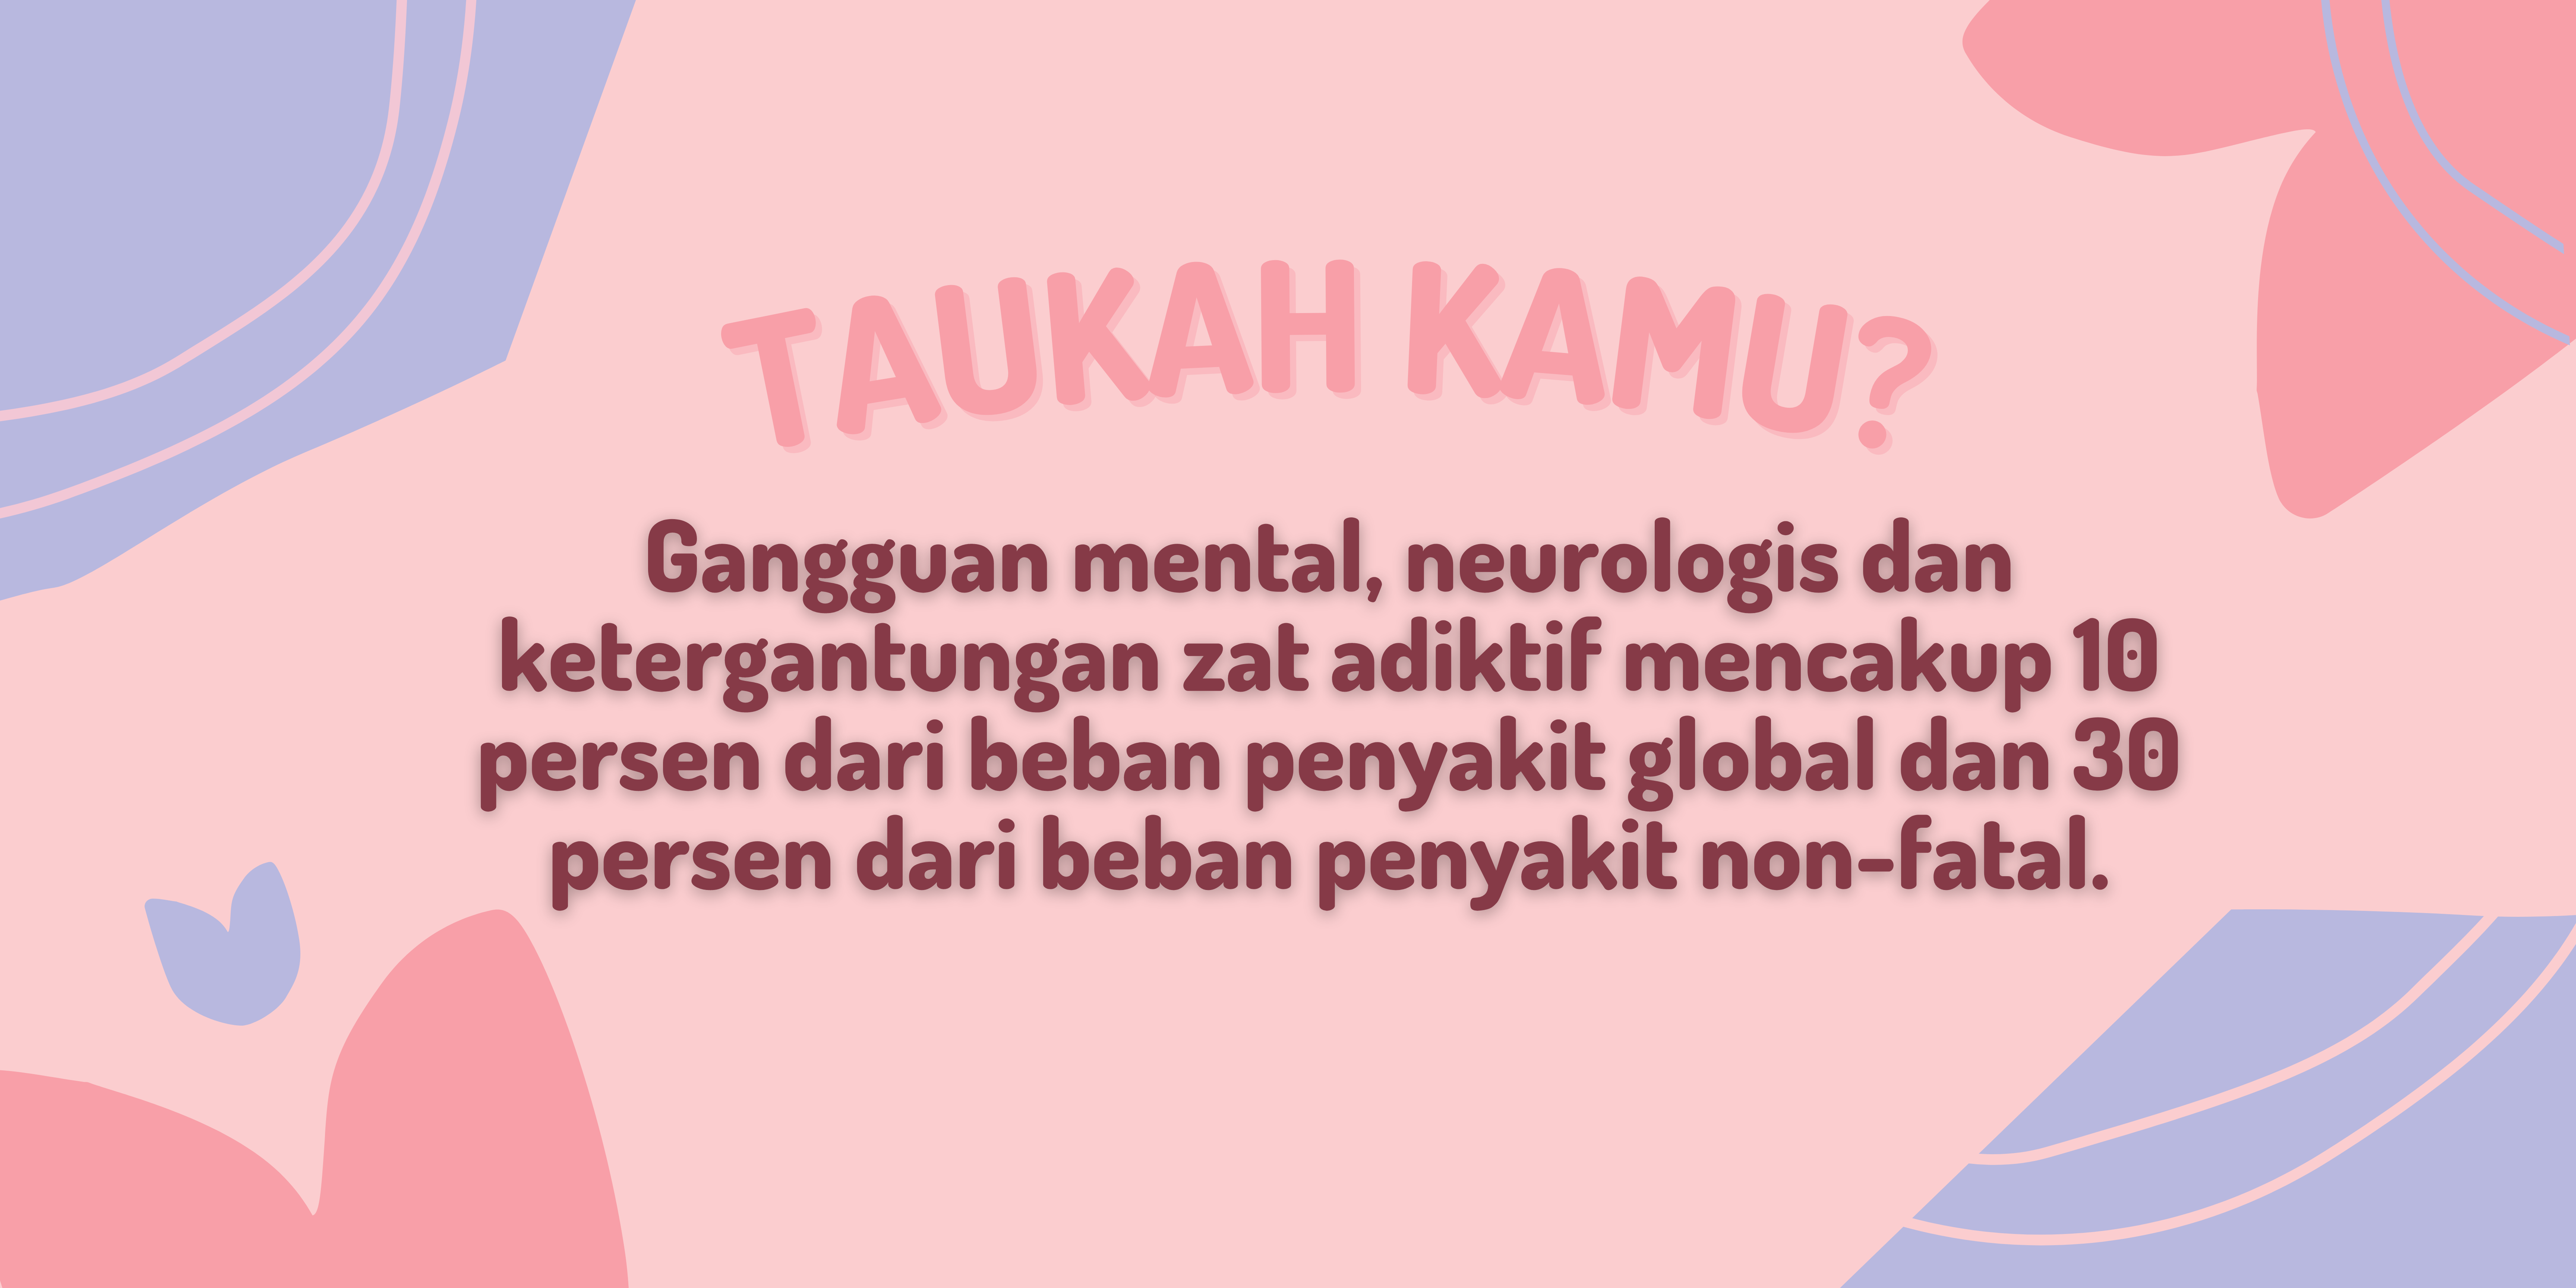 TAUKAH KAMU?
Gangguan mental, neurologis dan
ketergantungan zat adiktif mencakup 10
persen dari beban penyakit global dan 30
persen dari beban penyakit non-fatal.